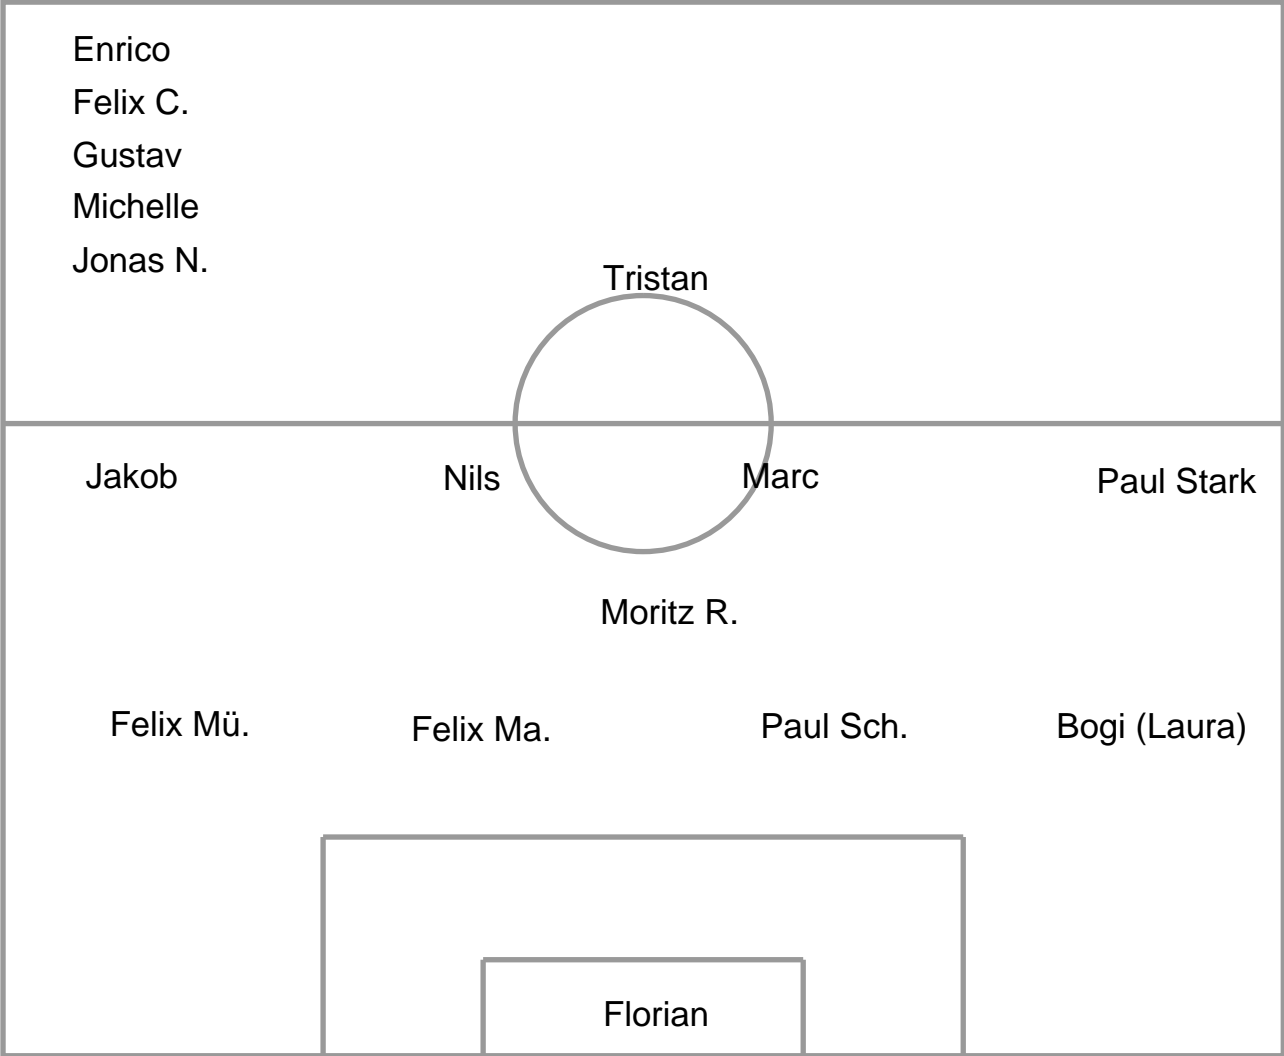 Enrico
Felix C.
Gustav
Michelle
Jonas N.
Tristan
Jakob Nils Marc Paul Stark
Moritz R.
Felix Mü. Felix Ma. Paul Sch. Bogi (Laura)
Florian